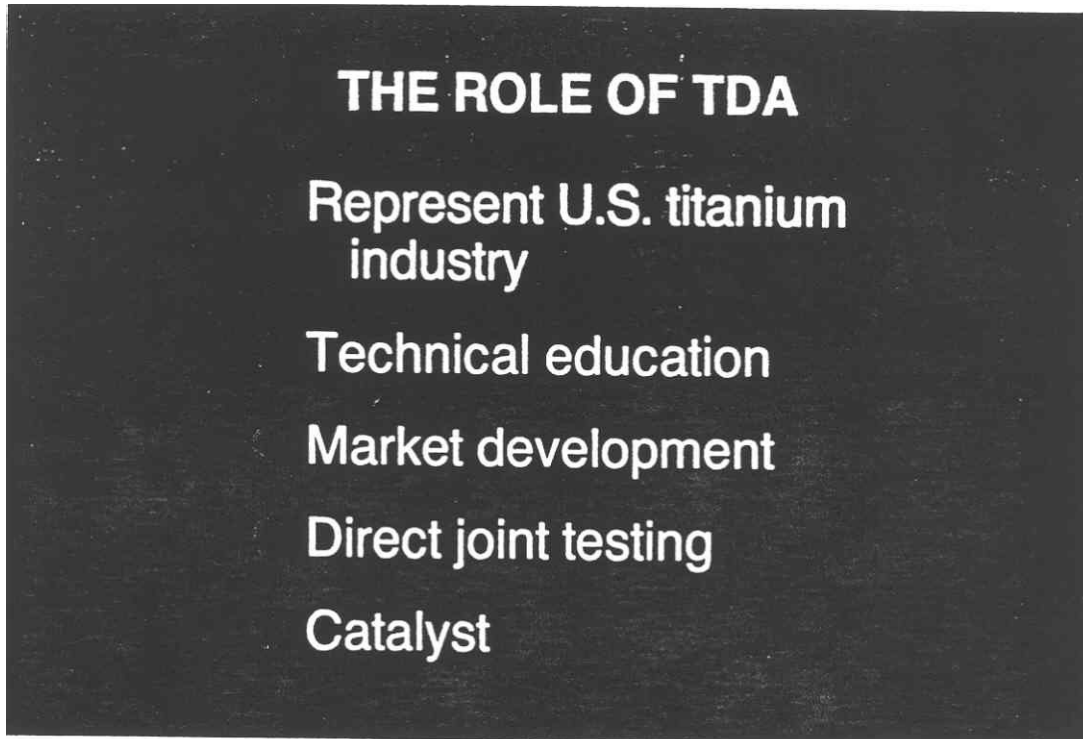 THE ROLE OF TDA
Represent U.S. titanium
industry
Technical education
Market development
Direct joint testing
Catalyst